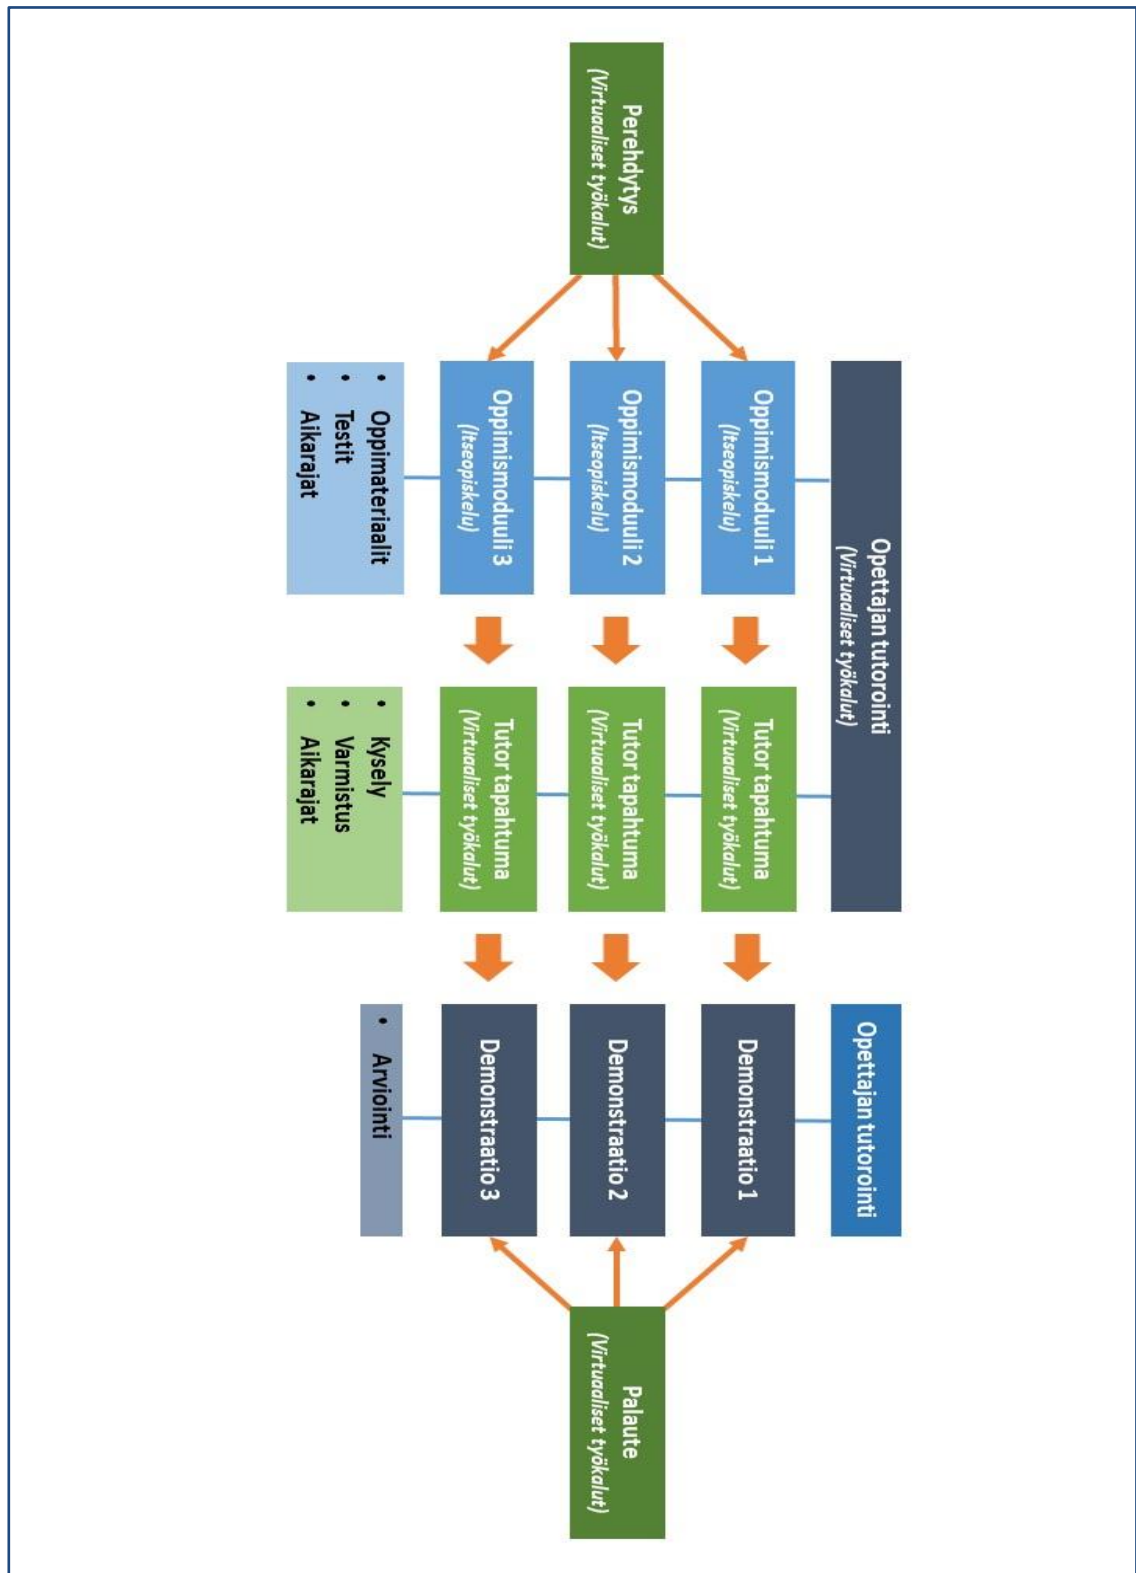 Perehdytys
(Virtuaaliset työkalut)
Opettajan tutorointi
(Virtuaaliset työkalut)
Oppimismoduuli 1
(Itseopiskelu)
Oppimismoduuli 2
(Itseopiskelu)
Oppimismoduuli 3
(Itseopiskelu)
• Oppimateriaalit
• Testit
• Aikarajat
Tutor tapahtuma
(Virtuaaliset työkalut)
Tutor tapahtuma
(Virtuaaliset työkalut)
Tutor tapahtuma
(Virtuaaliset työkalut)
• Kysely
• Varmistus
• Aikarajat
Opettajan tutorointi
Demonstraatio 1
Demonstraatio 2
Demonstraatio 3
• Arviointi
Palaute
(Virtuaaliset työkalut)